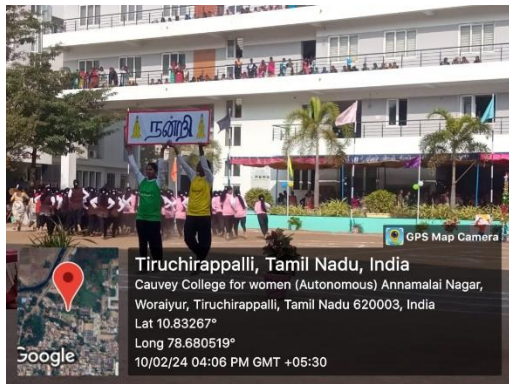 நன்றி
GPS Map Camera
Tiruchirappalli, Tamil Nadu, India
Cauvey College for women (Autonomous) Annamalai Nagar,
Woraiyur, Tiruchirappalli, Tamil Nadu 620003, India
Lat 10.83267°
Long 78.680519°
10/02/24 04:06 PM GMT +05:30
Google